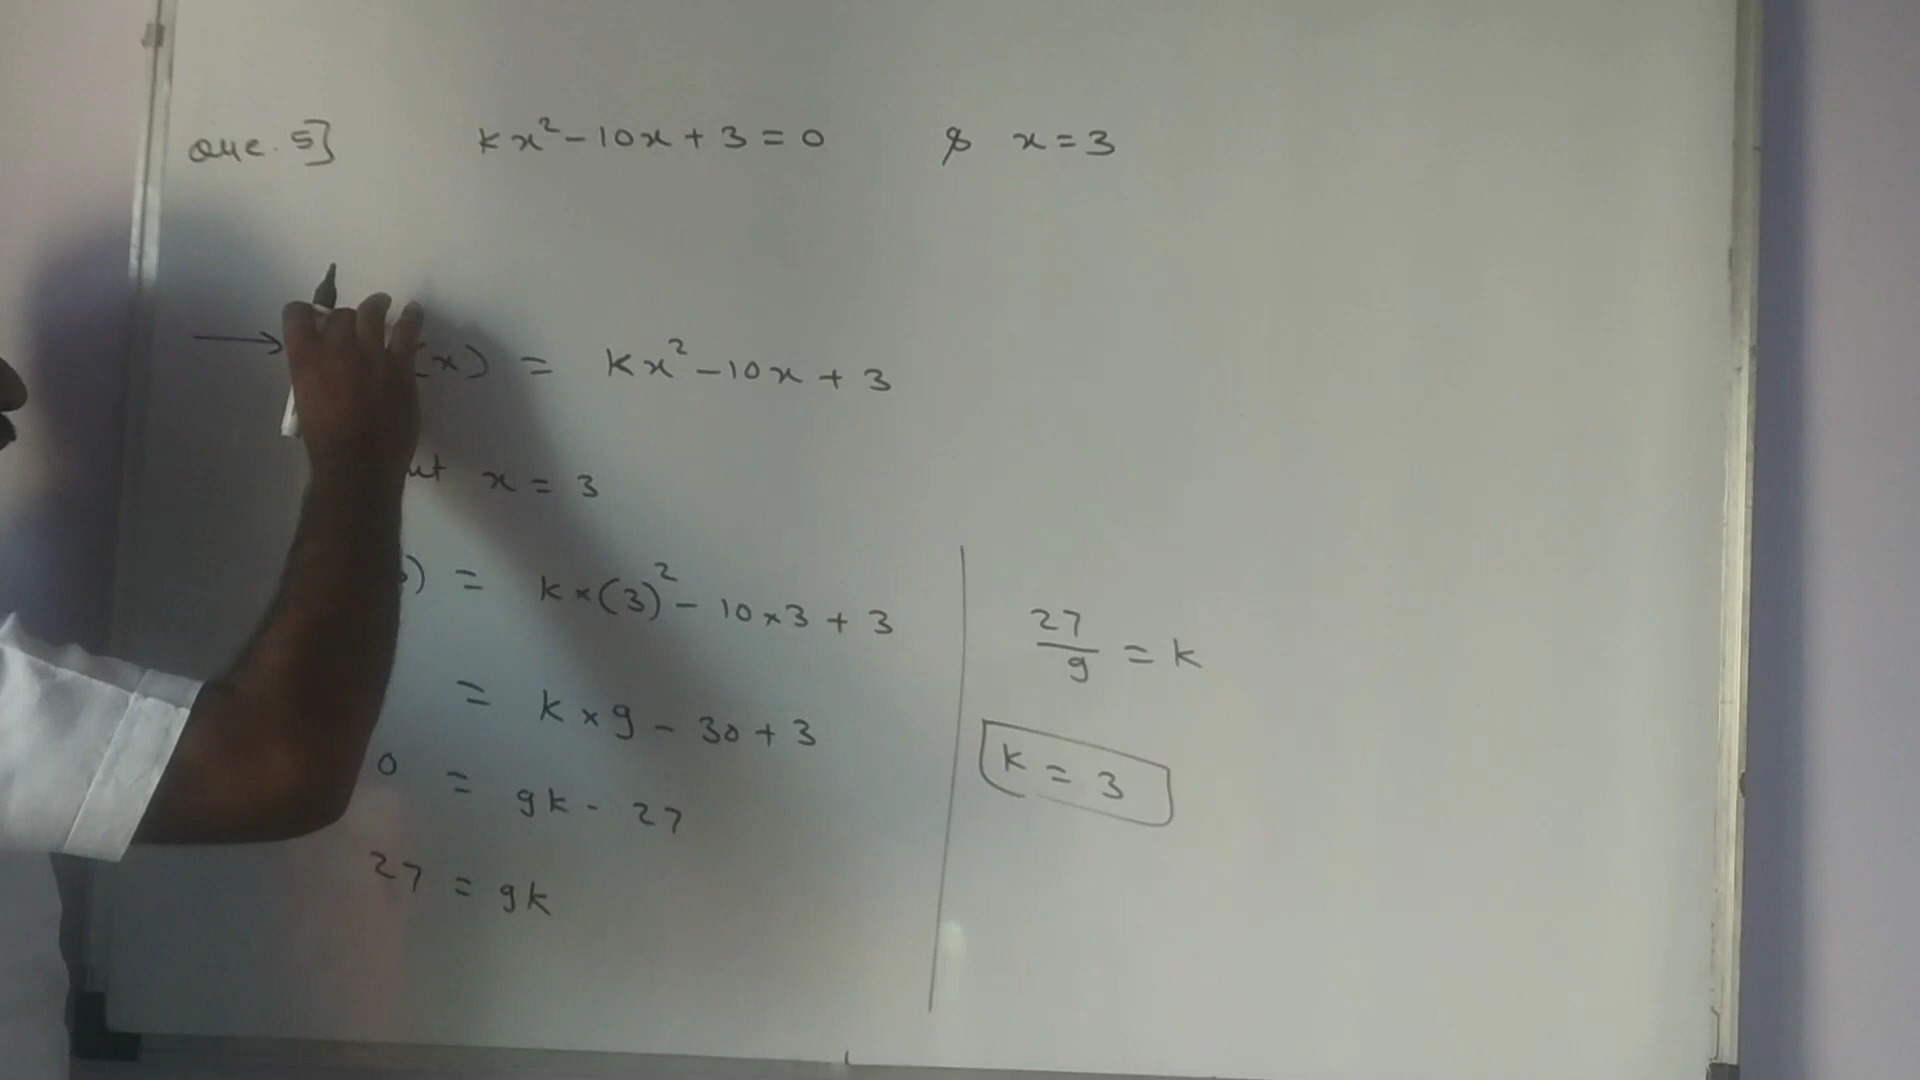 Que. 5] kx² - 10x + 3 = 0 & x = 3
(x) = kx² - 10x + 3
x = 3
) = k × (3)² - 10 × 3 + 3
= k × 9 - 30 + 3
0 = 9k - 27
27 = 9k
27/9 = k
k = 3